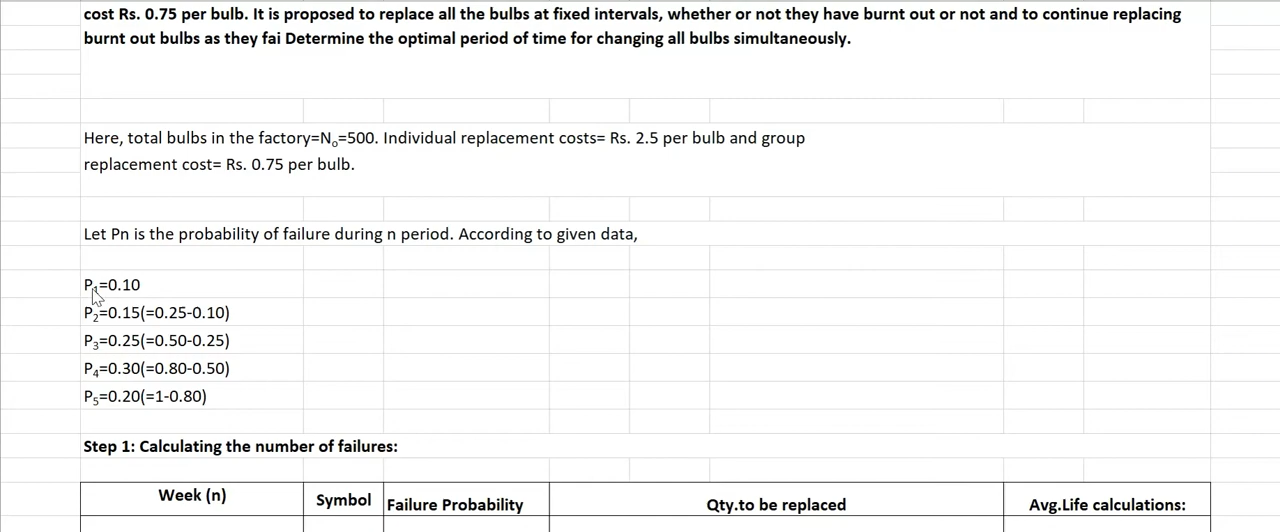 cost Rs. 0.75 per bulb. It is proposed to replace all the bulbs at fixed intervals, whether or not they have burnt out or not and to continue replacing
burnt out bulbs as they fai Determine the optimal period of time for changing all bulbs simultaneously.
Here, total bulbs in the factory=Nₒ=500. Individual replacement costs= Rs. 2.5 per bulb and group
replacement cost= Rs. 0.75 per bulb.
Let Pn is the probability of failure during n period. According to given data,
P₁=0.10
P₂=0.15(=0.25-0.10)
P₃=0.25(=0.50-0.25)
P₄=0.30(=0.80-0.50)
P₅=0.20(=1-0.80)
Step 1: Calculating the number of failures:
Week (n) Symbol Failure Probability Qty.to be replaced Avg.Life calculations: